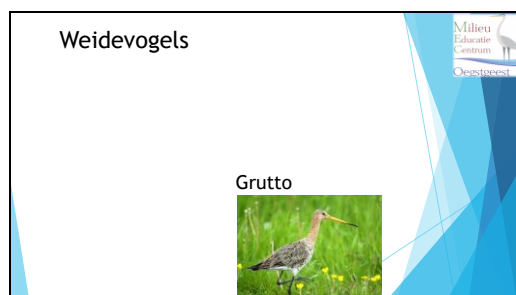 Weidevogels
Milieu
Educatie
Centrum
Oegstgeest
Grutto